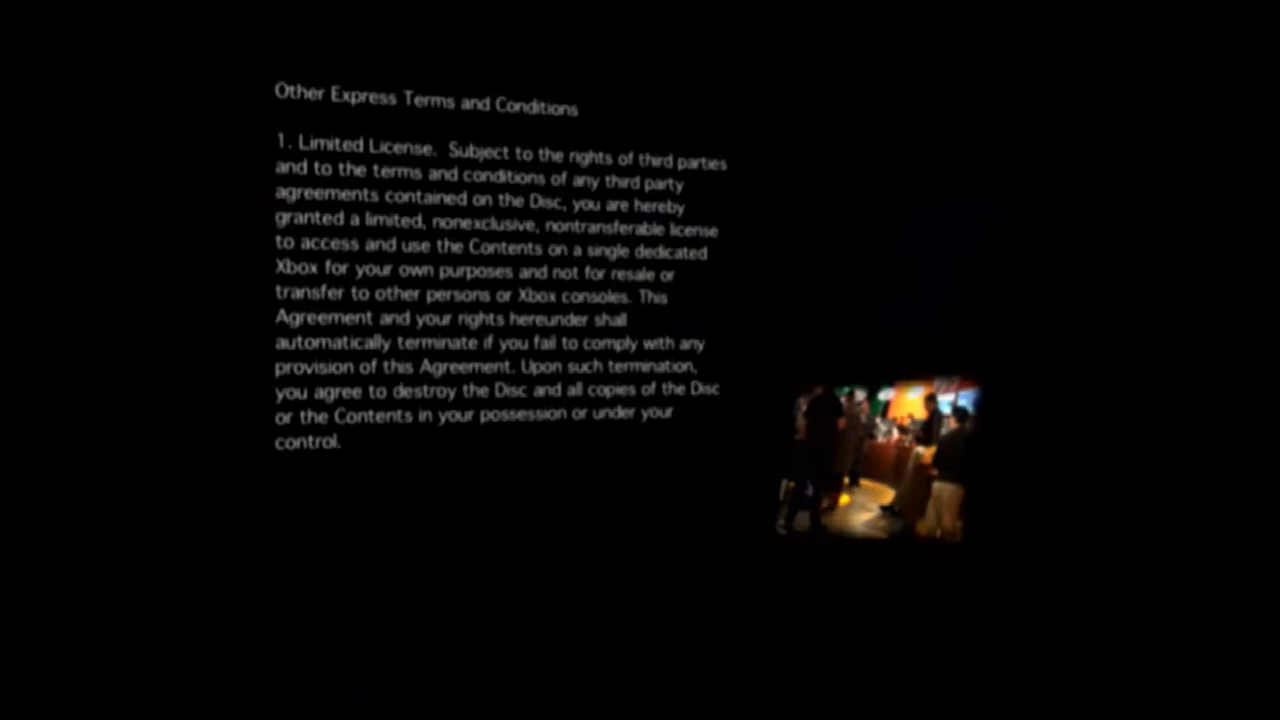 Other Express Terms and Conditions
1. Limited License.  Subject to the rights of third parties
and to the terms and conditions of any third party
agreements contained on the Disc, you are hereby
granted a limited, nonexclusive, nontransferable license
to access and use the Contents on a single dedicated
Xbox for your own purposes and not for resale or
transfer to other persons or Xbox consoles. This
Agreement and your rights hereunder shall
automatically terminate if you fail to comply with any
provision of this Agreement. Upon such termination,
you agree to destroy the Disc and all copies of the Disc
or the Contents in your possession or under your
control.